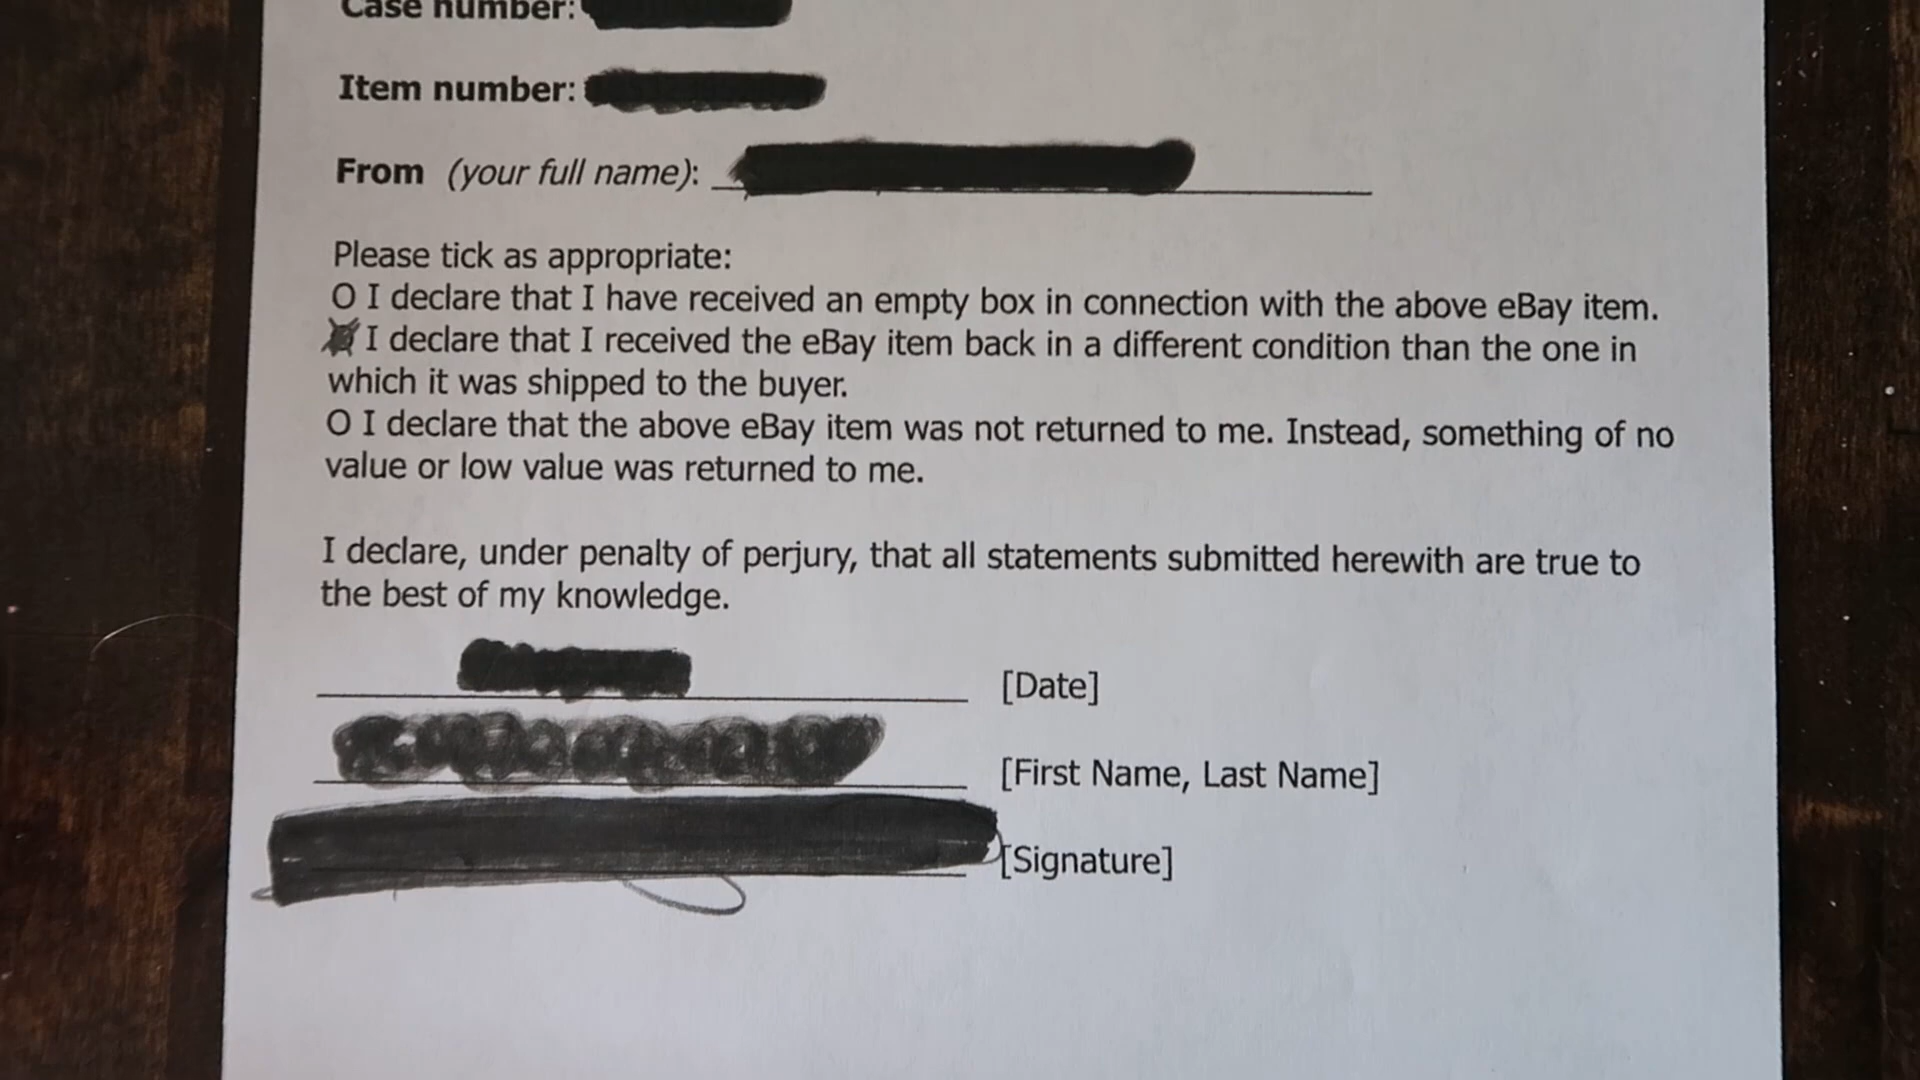 Case number:
Item number:
From (your full name):
Please tick as appropriate:
O I declare that I have received an empty box in connection with the above eBay item.
I declare that I received the eBay item back in a different condition than the one in
which it was shipped to the buyer.
O I declare that the above eBay item was not returned to me. Instead, something of no
value or low value was returned to me.
I declare, under penalty of perjury, that all statements submitted herewith are true to
the best of my knowledge.
[Date]
[First Name, Last Name]
[Signature]